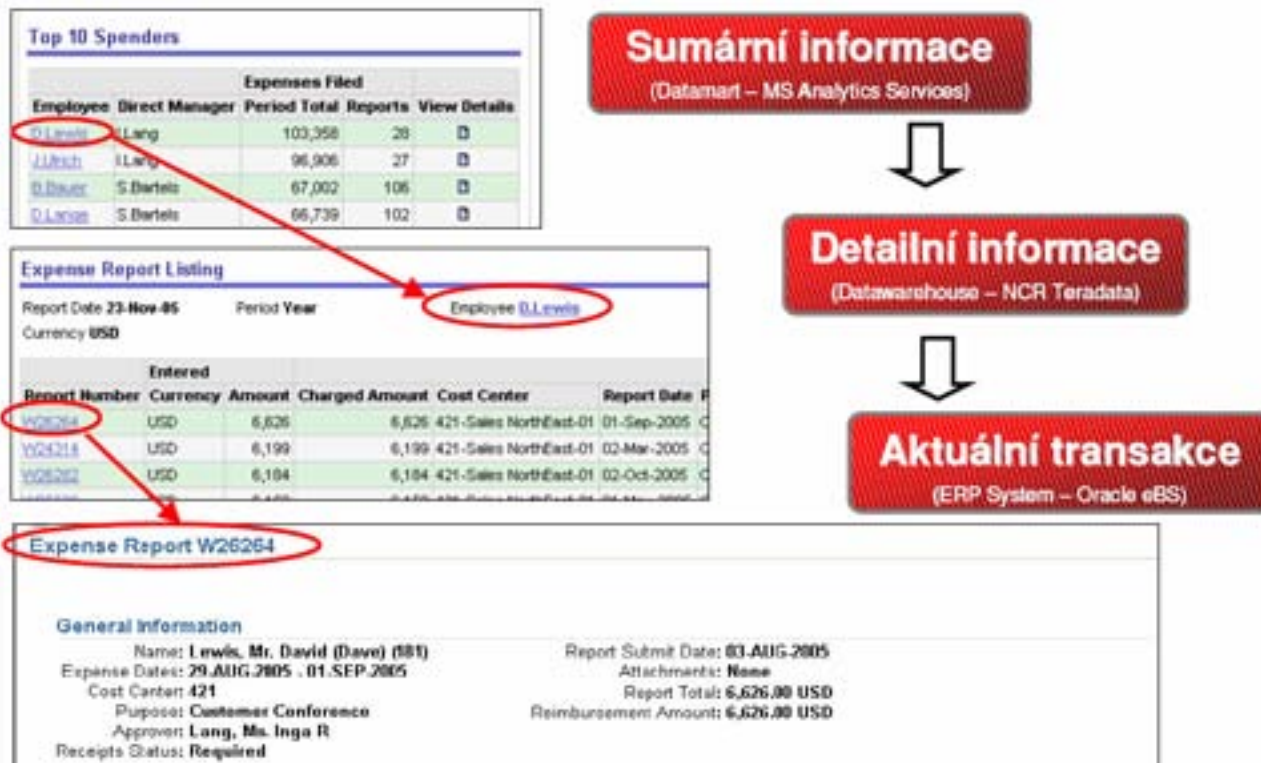 Top 10 Spenders
Expenses Filed
Employee Direct Manager Period Total Reports View Details
D.Lewis I.Lang 103,358 28
J.Ulrich I.Lang 96,906 27
B.Bauer S.Bartels 67,002 106
D.Lange S.Bartels 66,739 102
Sumární informace
(Datamart – MS Analytics Services)
Detailní informace
(Datawarehouse – NCR Teradata)
Aktuální transakce
(ERP System – Oracle eBS)
Expense Report Listing
Report Date 23-Nov-05 Period Year Employee D.Lewis
Currency USD
Entered
Report Number Currency Amount Charged Amount Cost Center Report Date
W26264 USD 6,626 6,626 421-Sales NorthEast-01 01-Sep-2005
W24314 USD 6,199 6,199 421-Sales NorthEast-01 02-Mar-2005
USD 6,184 6,184 421-Sales NorthEast-01 02-Oct-2005
Expense Report W26264
General Information
Name: Lewis, Mr. David (Dave) (181)
Expense Dates: 29-AUG-2005 - 01-SEP-2005
Cost Center: 421
Purpose: Customer Conference
Approver: Lang, Ms. Inga R
Receipts Status: Required
Report Submit Date: 03-AUG-2005
Attachments: None
Report Total: 6,626.00 USD
Reimbursement Amount: 6,626.00 USD